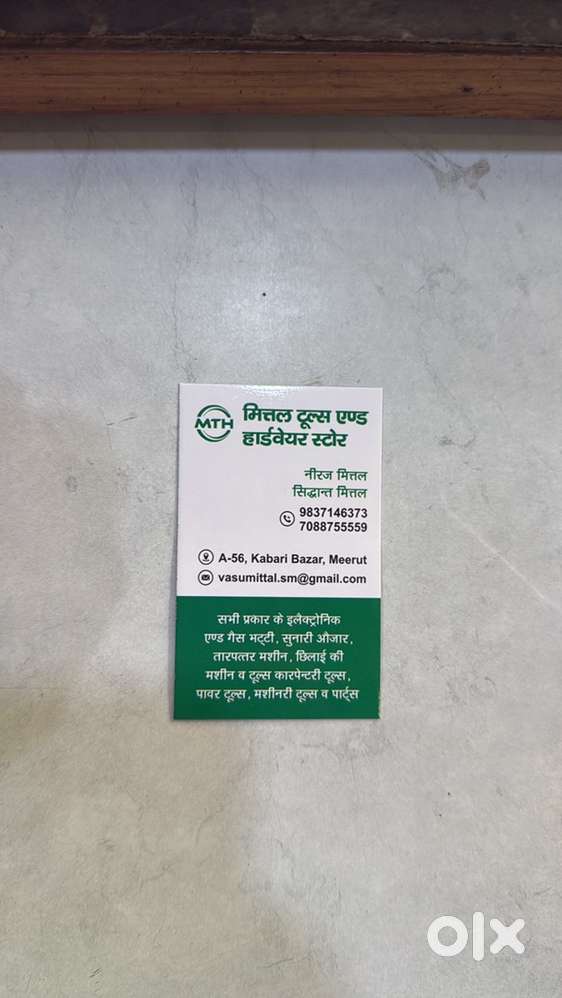 MTH
मित्तल टूल्स एण्ड
हार्डवेयर स्टोर
नीरज मित्तल
सिद्धान्त मित्तल
9837146373
7088755559
A-56, Kabari Bazar, Meerut
vasumittal.sm@gmail.com
सभी प्रकार के इलैक्ट्रोनिक
एण्ड गैस भट्टी, सुनारी औजार,
तारपत्तर मशीन, छिलाई की
मशीन व टूल्स कारपेन्टरी टूल्स,
पावर टूल्स, मशीनरी टूल्स व पार्ट्स
olx